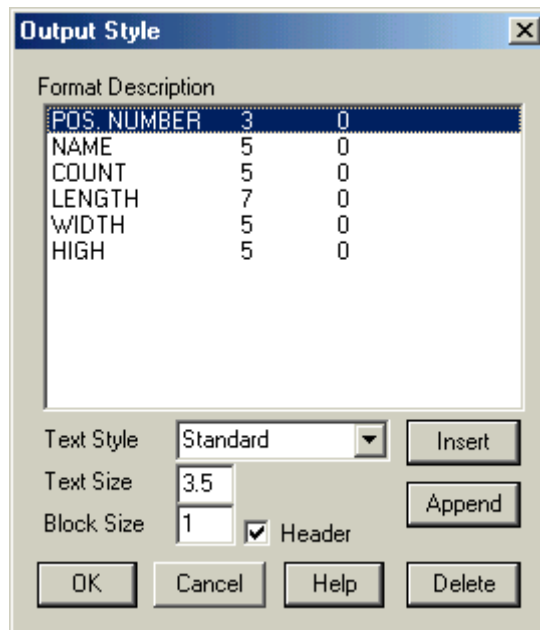 Output Style
Format Description
POS. NUMBER 3 0
NAME 5 0
COUNT 5 0
LENGTH 7 0
WIDTH 5 0
HIGH 5 0
Text Style Standard Insert
Text Size 3.5
Append
Block Size 1 Header
OK Cancel Help Delete